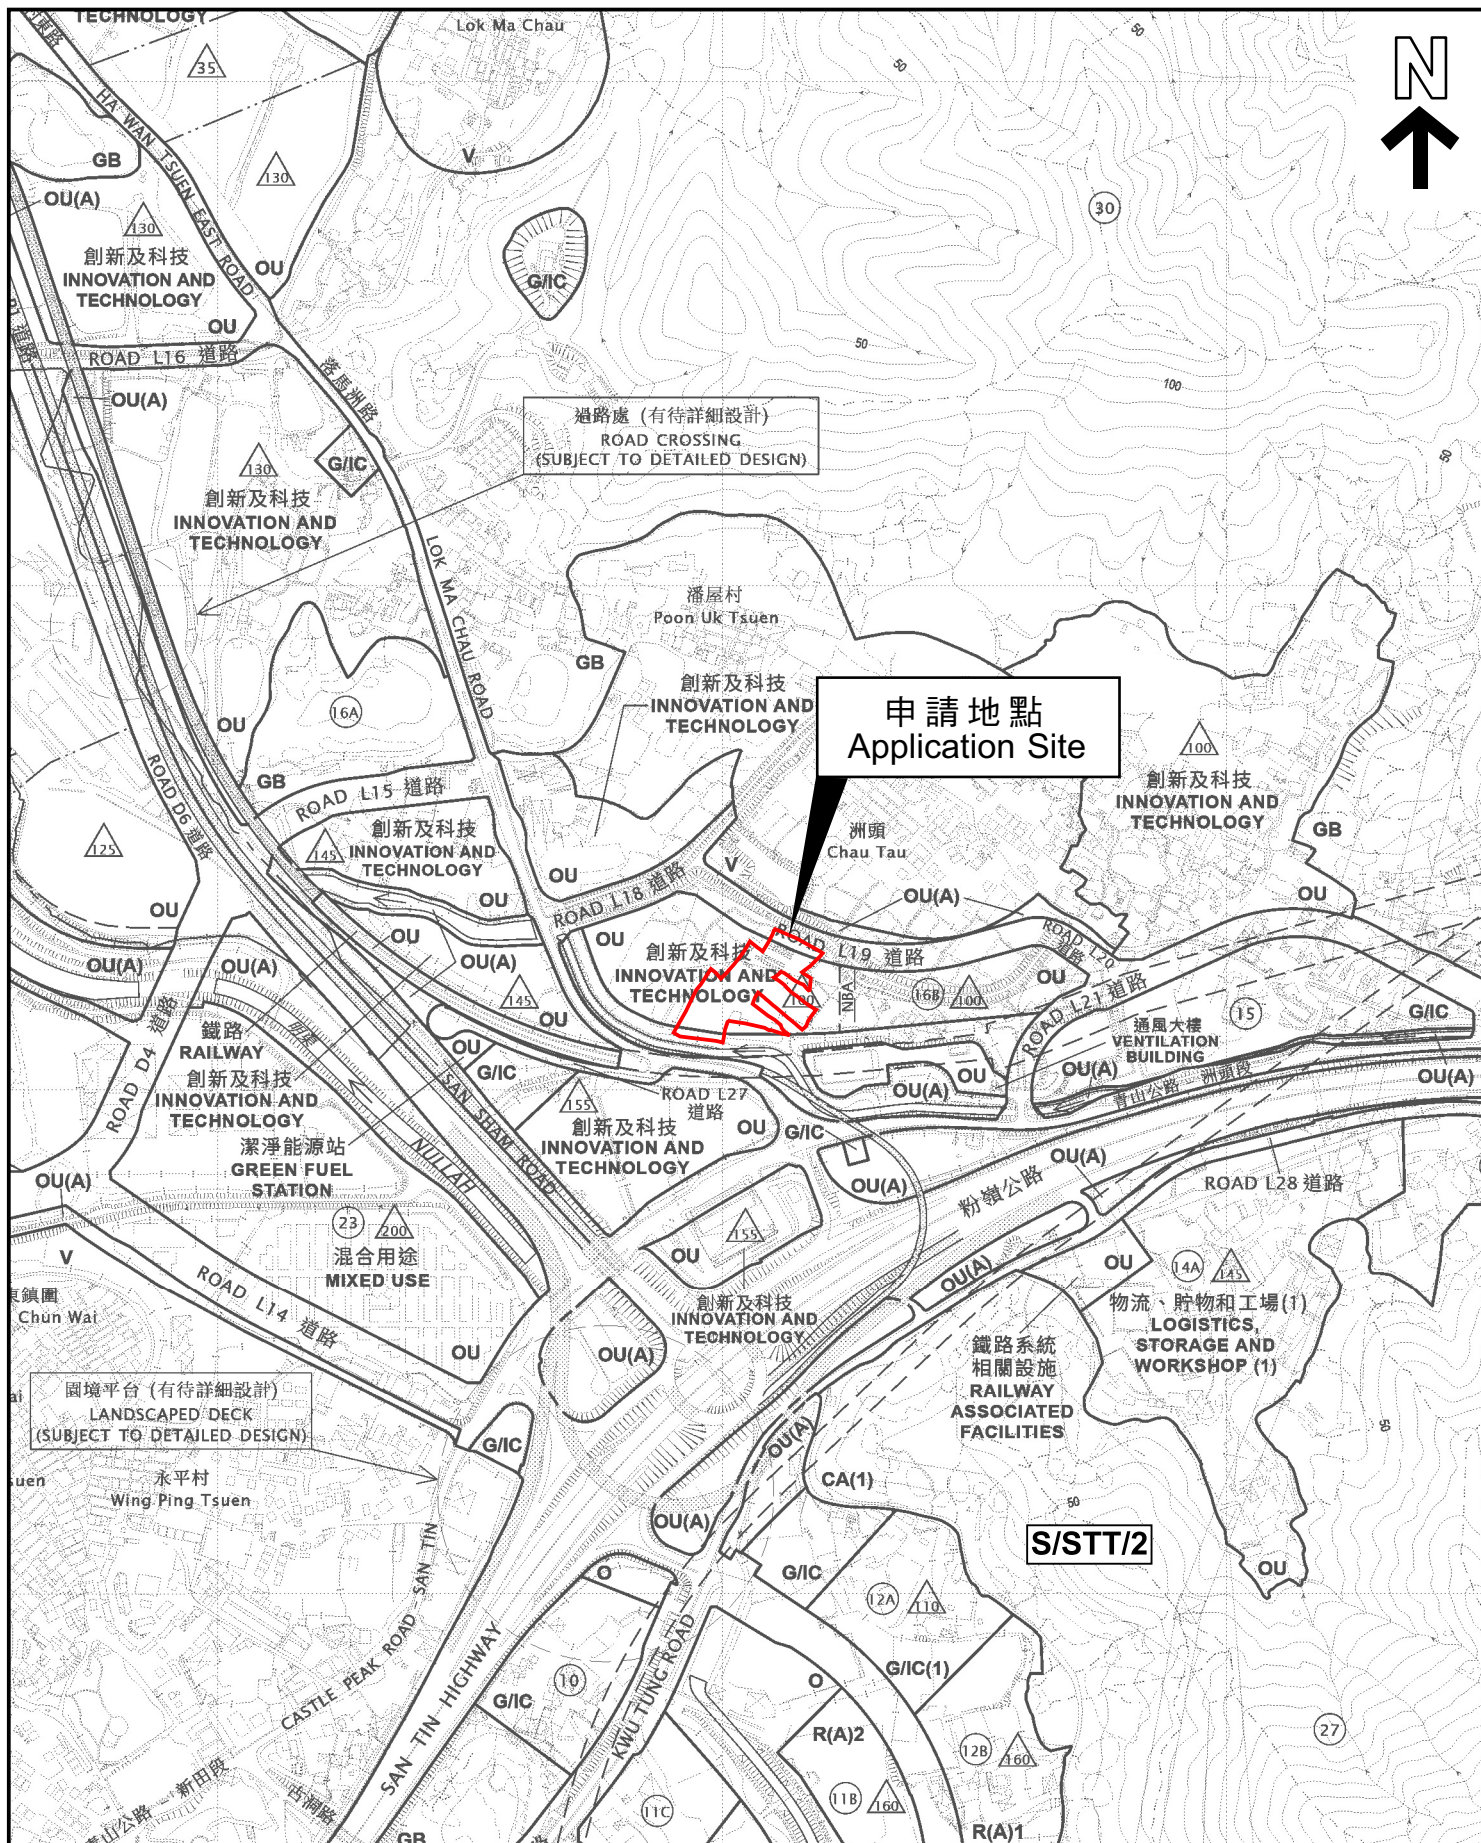 TECHNOLOGY
Lok Ma Chau
50
50
N
35
HA WAN TSUEN EAST ROAD
GB
V
130
OU(A)
130
30
創新及科技
INNOVATION AND
TECHNOLOGY
OU
G/IC
OU
ROAD L16 道路
50
100
落馬洲路
OU(A)
過路處 (有待詳細設計)
ROAD CROSSING
(SUBJECT TO DETAILED DESIGN)
130
G/IC
50
創新及科技
INNOVATION AND
TECHNOLOGY
LOK MA CHAU ROAD
潘屋村
Poon Uk Tsuen
GB
創新及科技
INNOVATION AND
TECHNOLOGY
申請地點
Application Site
16A
OU
100
創新及科技
INNOVATION AND
TECHNOLOGY
GB
ROAD D6 道路
GB
ROAD L15 道路
創新及科技
145
INNOVATION AND
TECHNOLOGY
125
洲頭
Chau Tau
V
OU
OU
OU
OU(A)
OU
ROAD L18 道路
OU
OU
創新及科技
INNOVATION AND
TECHNOLOGY
ROAD L19 道路
ROAD L20
道路
OU(A)
OU(A)
OU(A)
145
100
NBA
16B
100
OU
ROAD L21 道路
15
G/IC
OU
通風大樓
VENTILATION
BUILDING
鐵路
RAILWAY
明渠
ROAD D4 道路
創新及科技
INNOVATION AND
TECHNOLOGY
OU
G/IC
SAN SHAM ROAD
155
ROAD L27
道路
OU(A)
OU
OU(A)
OU(A)
青山公路 洲頭段
創新及科技
INNOVATION AND
TECHNOLOGY
OU
G/IC
潔淨能源站
GREEN FUEL
STATION
NULLAH
OU(A)
OU(A)
OU(A)
粉嶺公路
ROAD L28 道路
23
200
混合用途
MIXED USE
V
155
OU
OU(A)
OU
14A
145
ROAD L14 道路
創新及科技
INNOVATION AND
TECHNOLOGY
物流、貯物和工場(1)
LOGISTICS,
STORAGE AND
WORKSHOP (1)
Chun Wai
OU
OU(A)
鐵路系統
相關設施
RAILWAY
ASSOCIATED
FACILITIES
園境平台 (有待詳細設計)
LANDSCAPED DECK
(SUBJECT TO DETAILED DESIGN)
G/IC
OU(A)
50
永平村
Wing Ping Tsuen
CA(1)
50
OU(A)
S/STT/2
OU
CASTLE PEAK ROAD - SAN TIN
O
G/IC
12A
110
SAN TIN HIGHWAY
KWU TUNG ROAD
10
G/IC
G/IC(1)
O
R(A)2
27
12B
160
青山公路 - 新田段
古洞路
11C
11B
160
GB
R(A)1